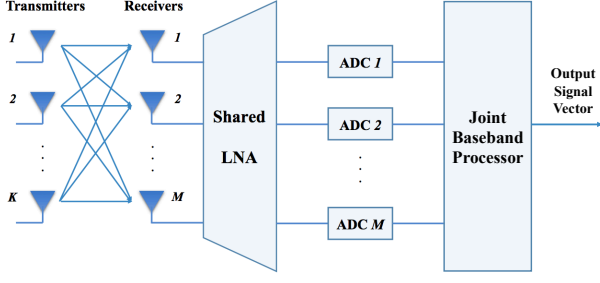 Transmitters
Receivers
1
1
2
2
K
M
Shared
LNA
ADC 1
ADC 2
ADC M
Joint
Baseband
Processor
Output
Signal
Vector